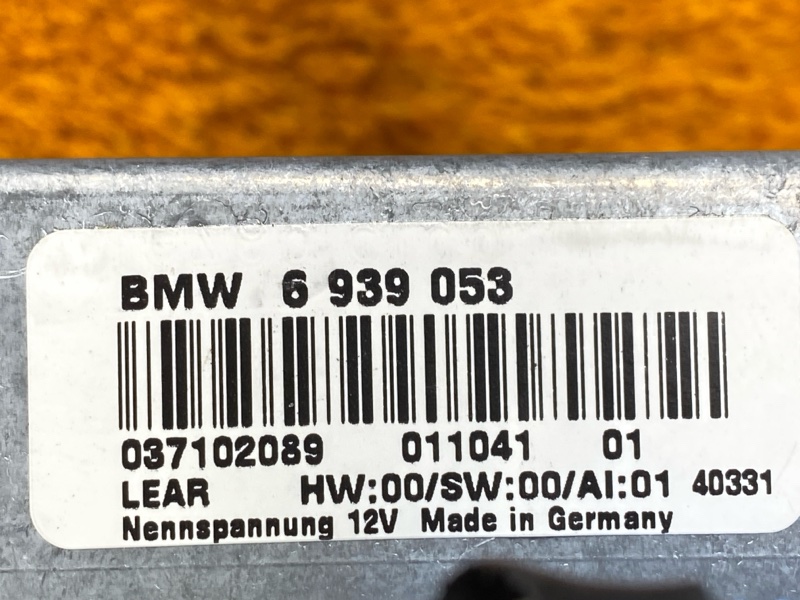 BMW 6 939 053
037102089 011041 01
LEAR HW:00/SW:00/AI:01 40331
Nennspannung 12V Made in Germany